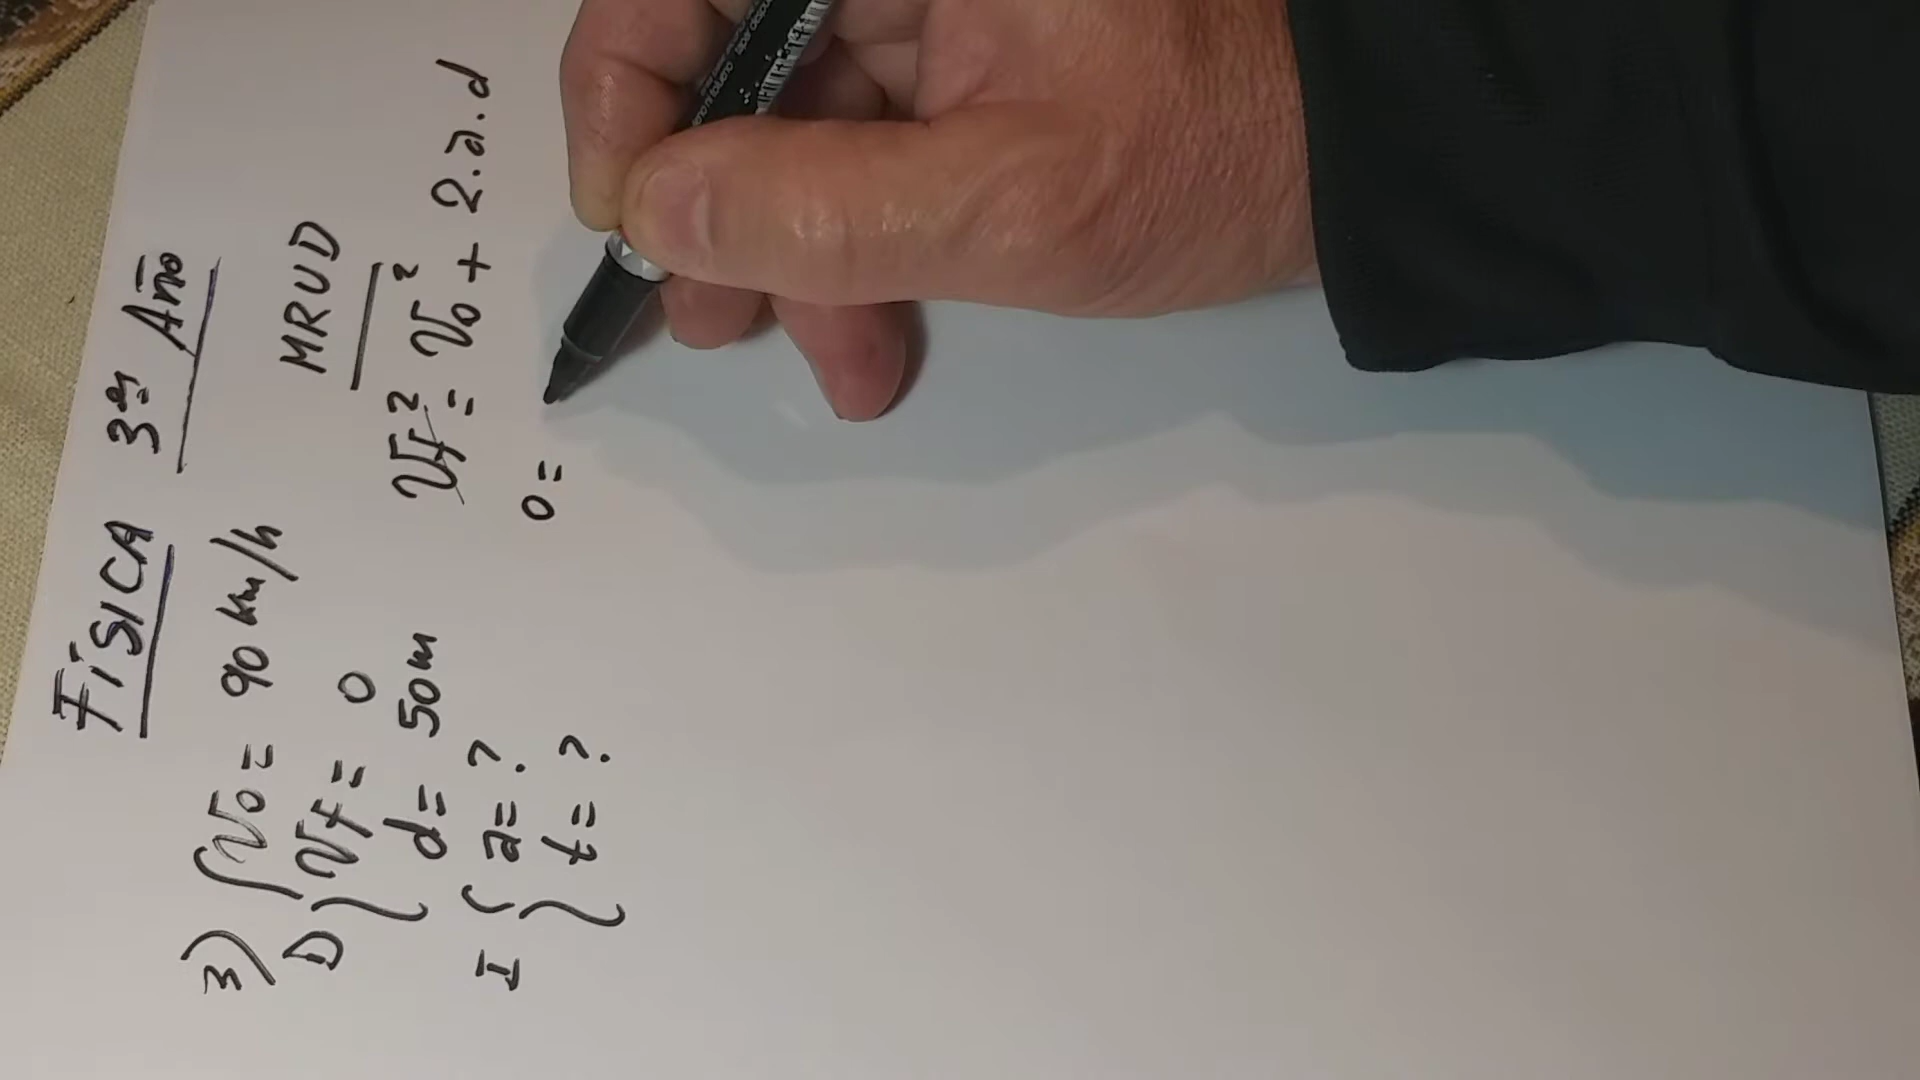 FÍSICA 3er Año
3) Vo = 90 Km/h
MRUD
D Vf = 0
d = 50m
Vf² = Vo² + 2.a.d
I a = ?
0 =
t = ?